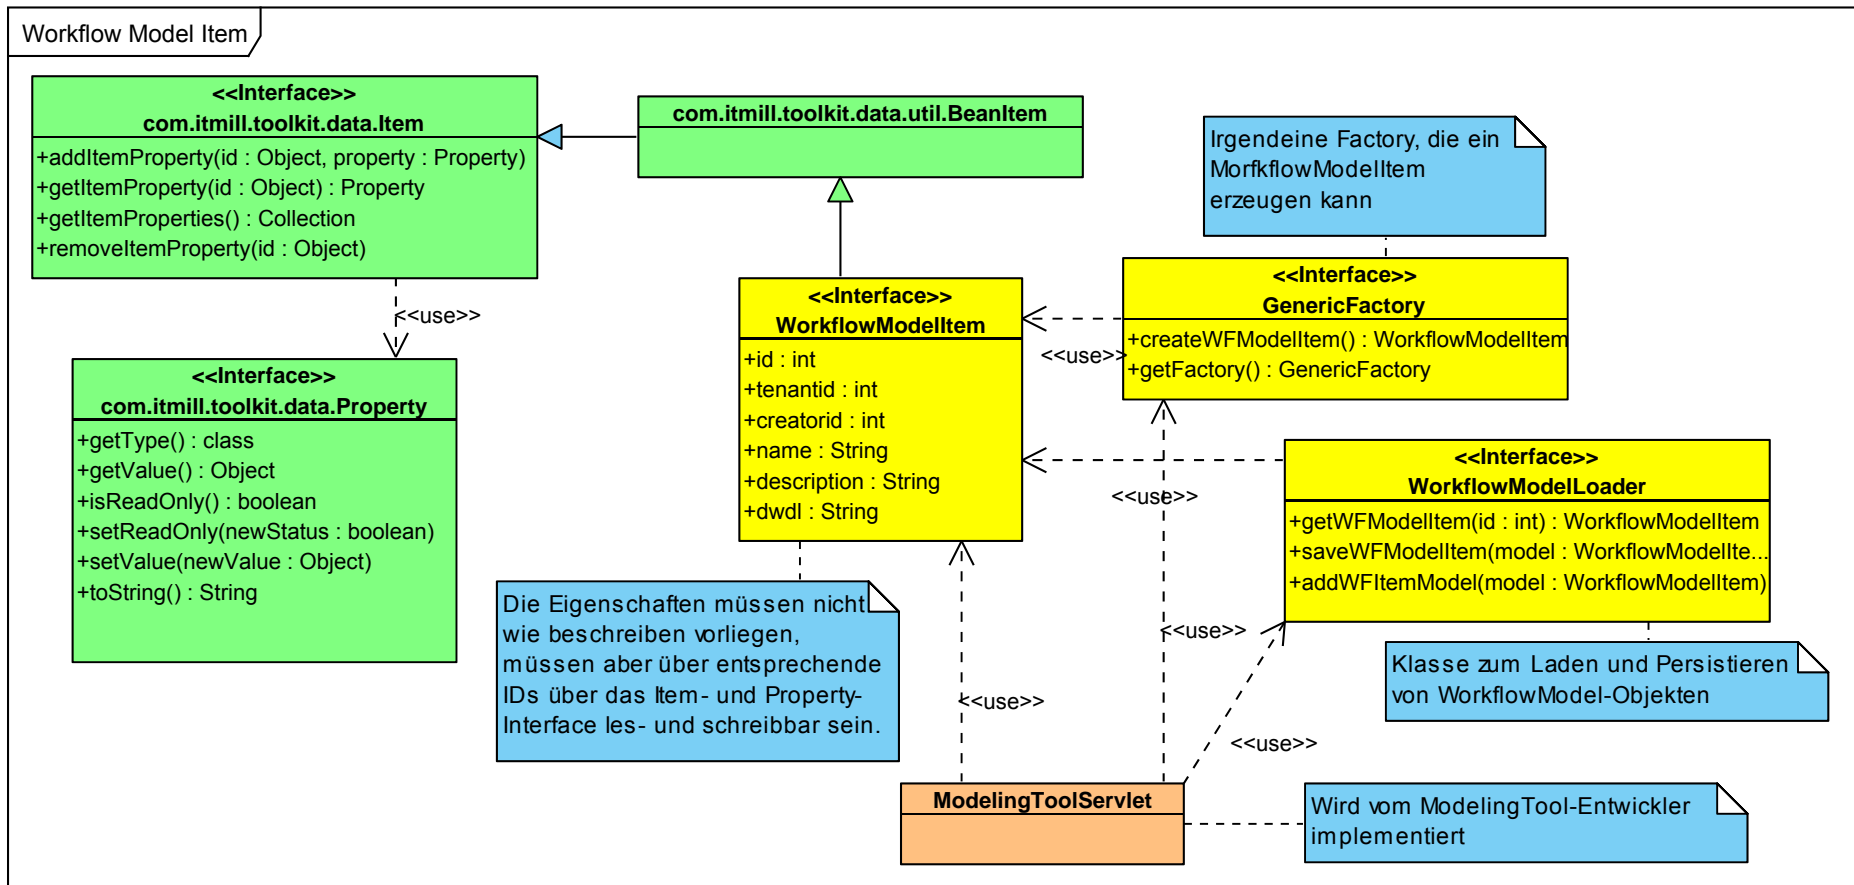 Workflow Model Item
<<Interface>>
com.itmill.toolkit.data.Item
+addItemProperty(id : Object, property : Property)
+getItemProperty(id : Object) : Property
+getItemProperties() : Collection
+removeItemProperty(id : Object)
com.itmill.toolkit.data.util.BeanItem
Irgendeine Factory, die ein
MorfkflowModelItem
erzeugen kann
<<use>>
<<Interface>>
com.itmill.toolkit.data.Property
+getType() : class
+getValue() : Object
+isReadOnly() : boolean
+setReadOnly(newStatus : boolean)
+setValue(newValue : Object)
+toString() : String
<<Interface>>
WorkflowModelItem
+id : int
+tenantid : int
+creatorid : int
+name : String
+description : String
+dwdl : String
<<Interface>>
GenericFactory
+createWFModelItem() : WorkflowModelItem
+getFactory() : GenericFactory
<<use>>
<<use>>
<<Interface>>
WorkflowModelLoader
+getWFModelItem(id : int) : WorkflowModelItem
+saveWFModelItem(model : WorkflowModelIte...
+addWFItemModel(model : WorkflowModelItem)
Die Eigenschaften müssen nicht
wie beschreiben vorliegen,
müssen aber über entsprechende
IDs über das Item- und Property-
Interface les- und schreibbar sein.
<<use>>
<<use>>
<<use>>
Klasse zum Laden und Persistieren
von WorkflowModel-Objekten
ModelingToolServlet
Wird vom ModelingTool-Entwickler
implementiert